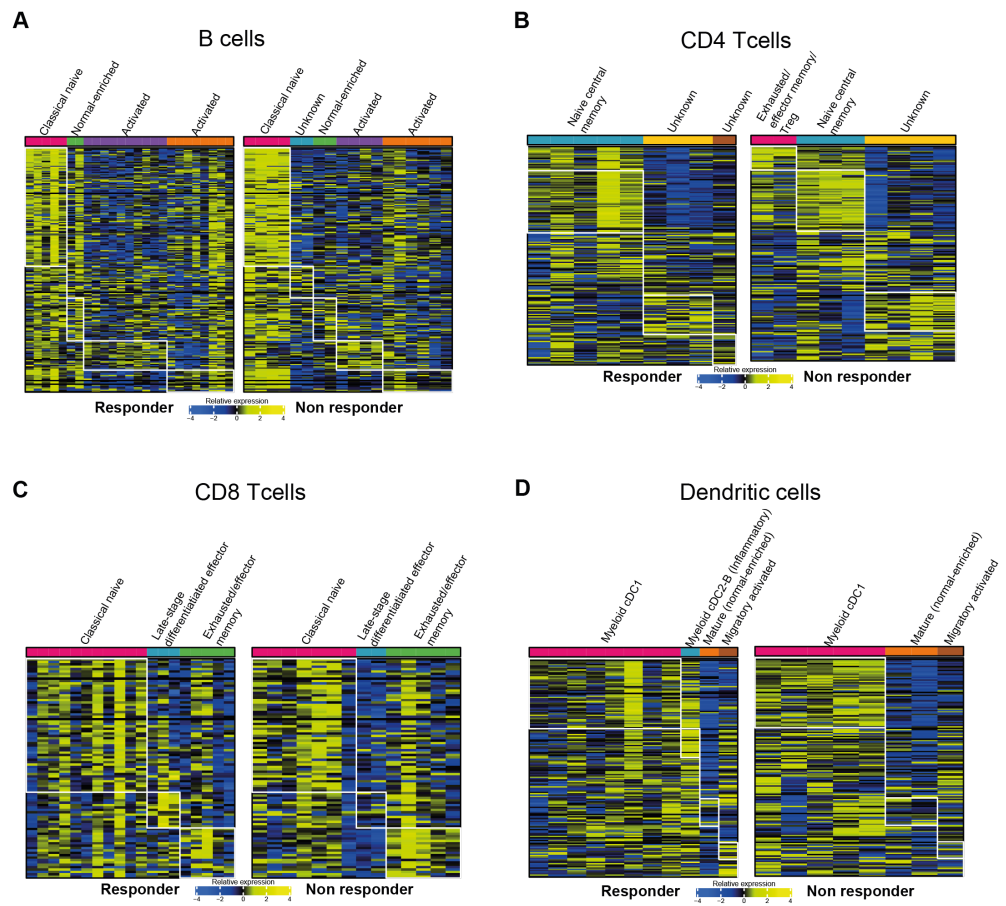 A
B cells
Classical naive
Normal-enriched
Activated
Activated
Classical naive
Unknown
Normal-enriched
Activated
Activated
Responder
Relative expression
−4 −2 0 2 4
Non responder
B
CD4 Tcells
Naive central
memory
Unknown
Unknown
Exhausted/
effector memory/
Treg
Naive central
memory
Unknown
Responder
Relative expression
−4 −2 0 2 4
Non responder
C
CD8 Tcells
Classical naive
Late-stage
differentiatiated effector
Exhausted/effector
memory
Classical naive
Late-stage
differentiatiated effector
Exhausted/effector
memory
Responder
Relative expression
−4 −2 0 2 4
Non responder
D
Dendritic cells
Myeloid cDC1
Myeloid cDC2-B (Inflammatory)
Mature (normal-enriched)
Migratory activated
Myeloid cDC1
Mature (normal-enriched)
Migratory activated
Responder
Relative expression
−4 −2 0 2 4
Non responder